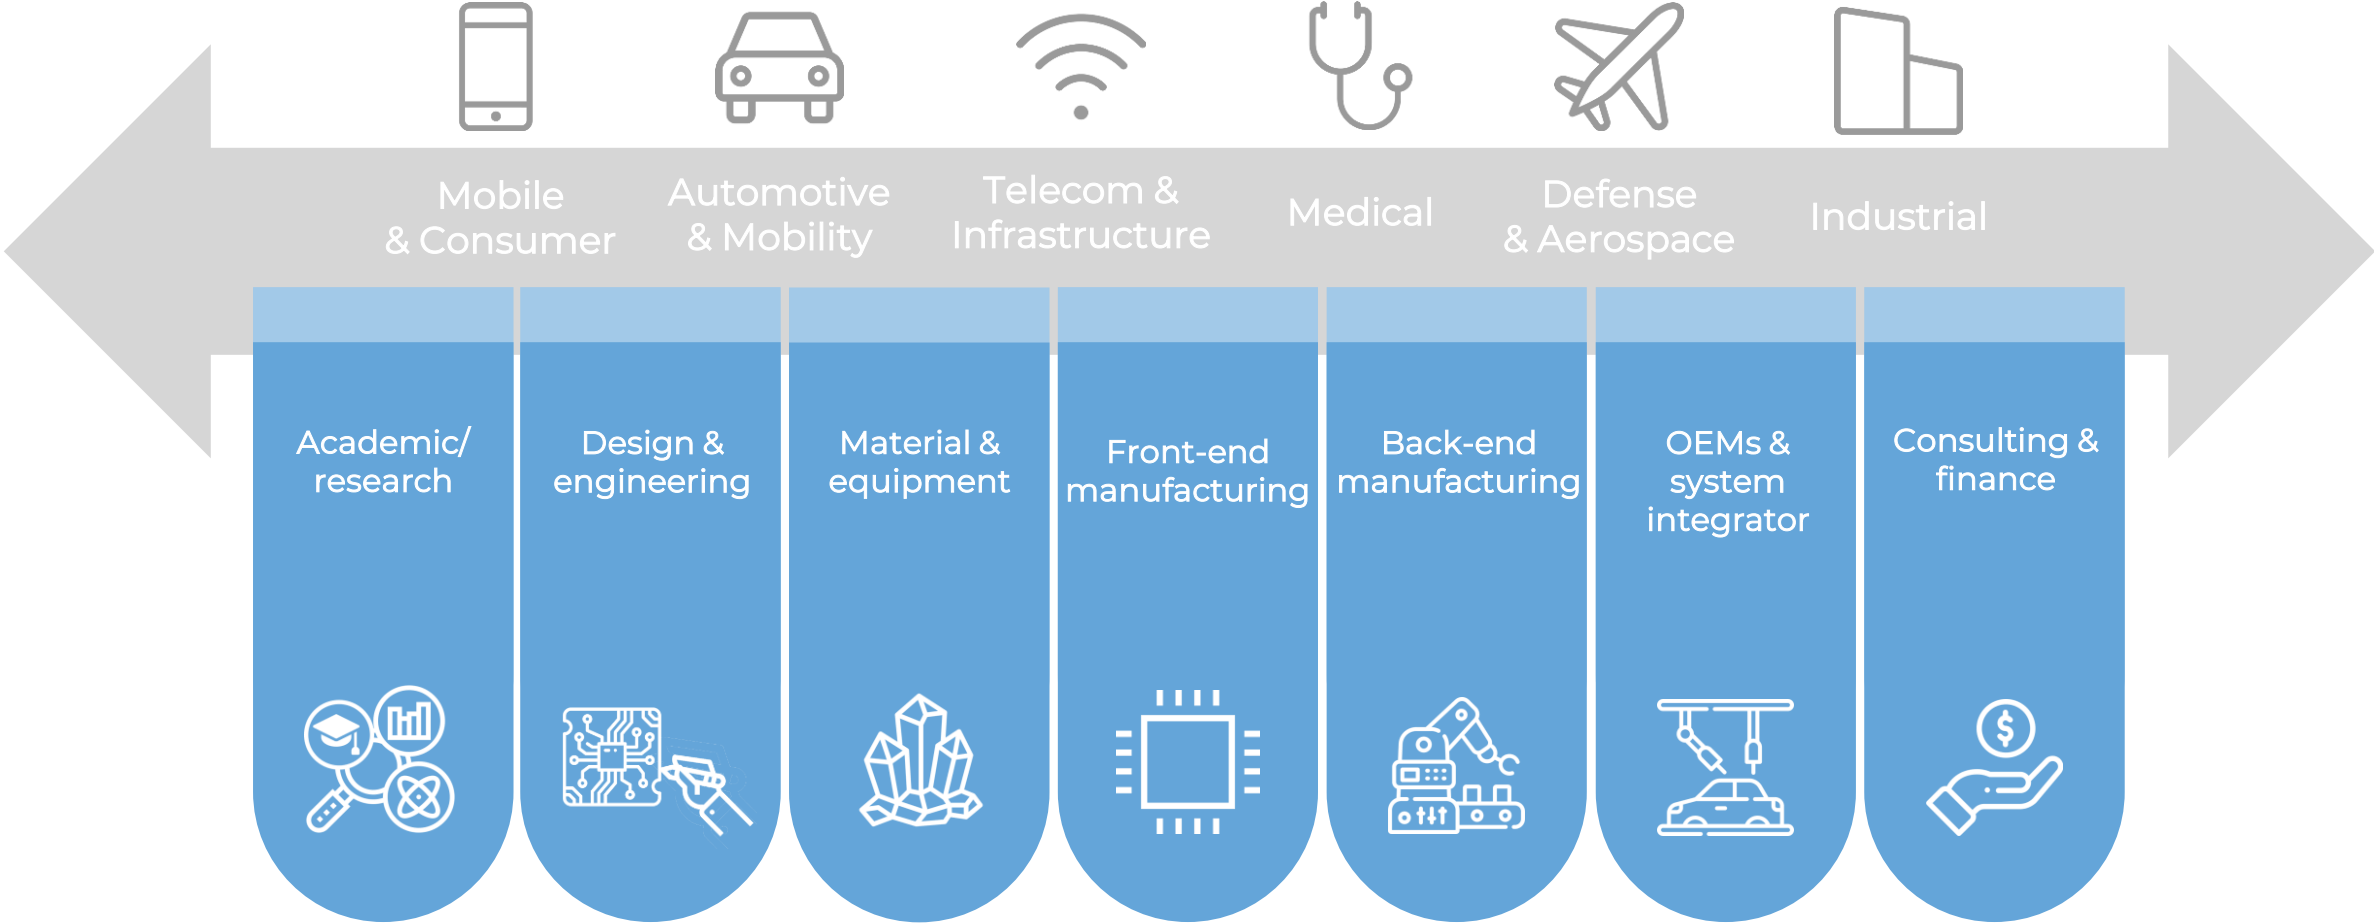 Mobile
& Consumer
Automotive
& Mobility
Telecom &
Infrastructure
Medical
Defense
& Aerospace
Industrial
Academic/
research
Design &
engineering
Material &
equipment
Front-end
manufacturing
Back-end
manufacturing
OEMs &
system
integrator
Consulting &
finance
$